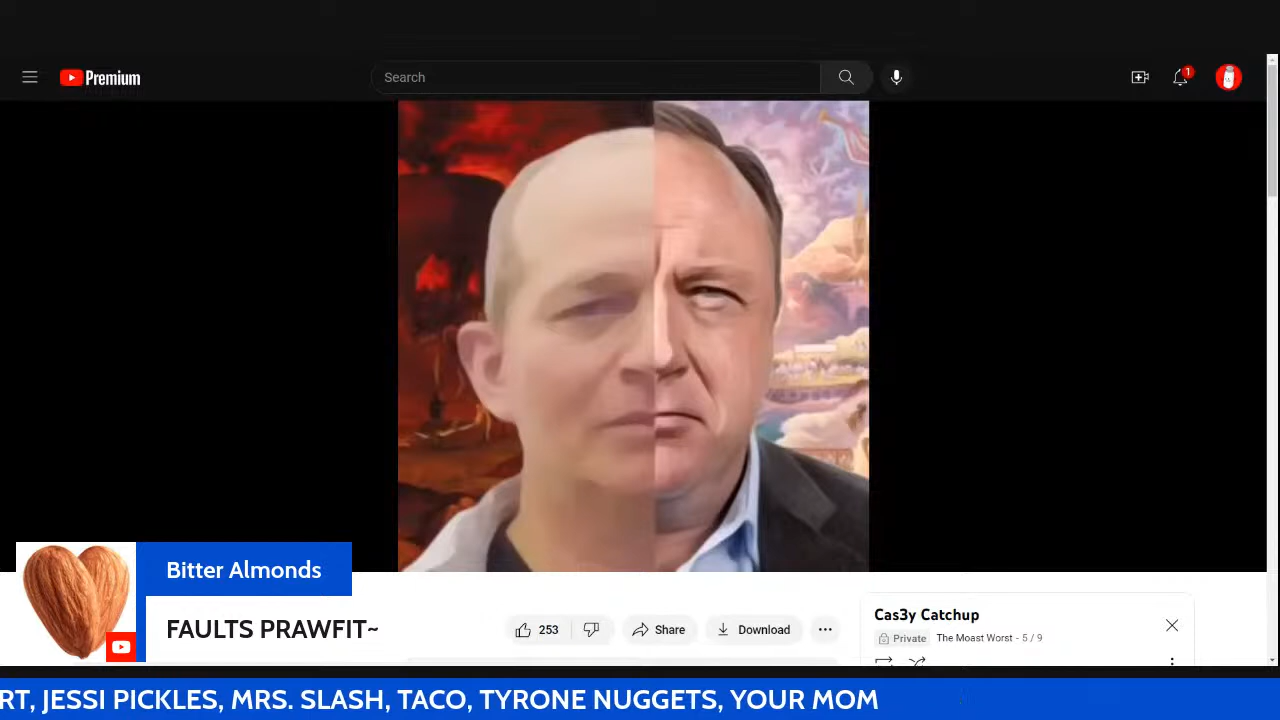 Premium
Search
1
Bitter Almonds
FAULTS PRAWFIT~
253
Share
Download
Cas3y Catchup
Private The Moast Worst - 5 / 9
RT, JESSI PICKLES, MRS. SLASH, TACO, TYRONE NUGGETS, YOUR MOM